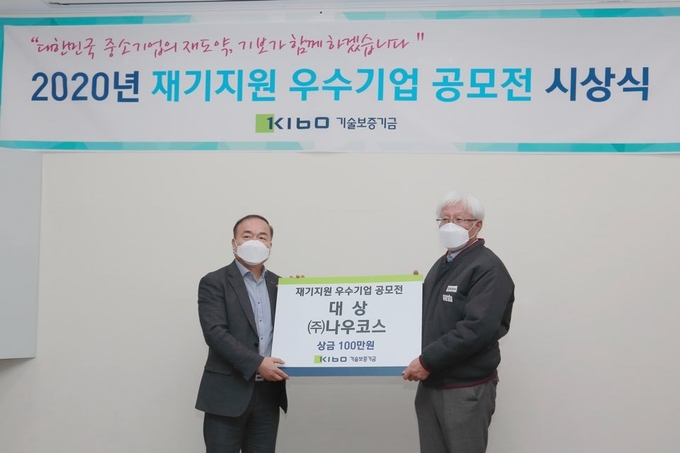 "대한민국 중소기업의 재도약, 기보가 함께 하겠습니다"
2020년 재기지원 우수기업 공모전 시상식
KIBO 기술보증기금
재기지원 우수기업 공모전
대 상
㈜나우코스
상금 100만원
KIBO 기술보증기금